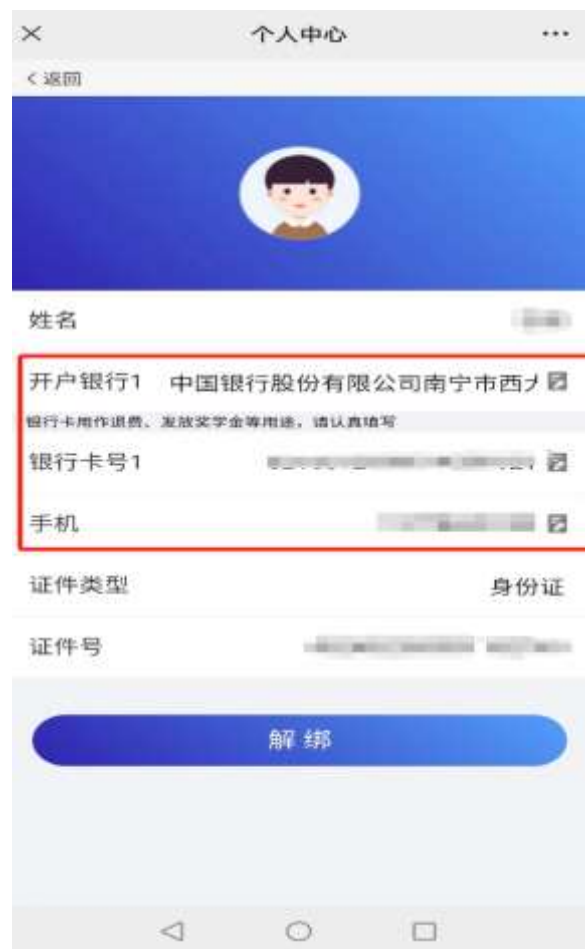 个人中心
返回
姓名
开户银行1 中国银行股份有限公司南宁市西大
银行卡用作退费、发放奖学金等用途，请认真填写
银行卡号1
手机
证件类型 身份证
证件号
解绑